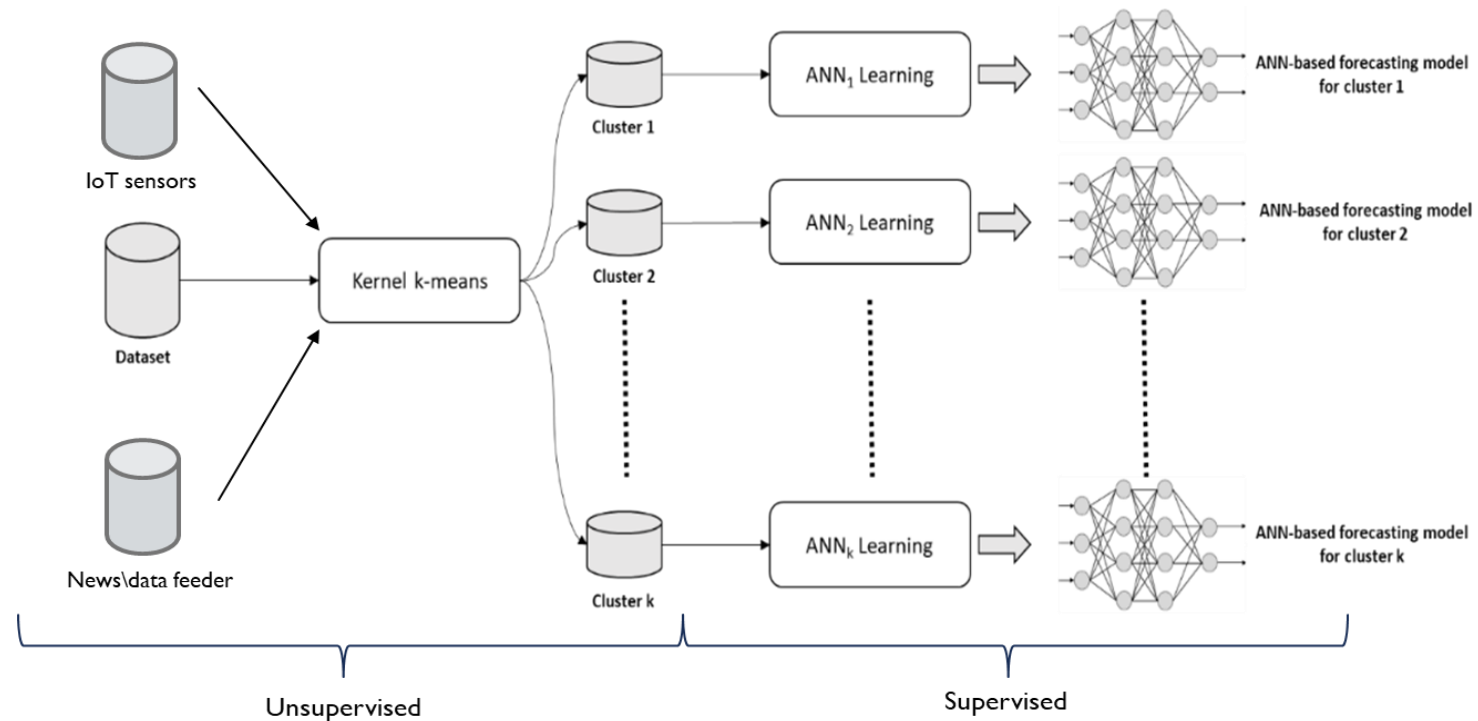 IoT sensors
Dataset
News\data feeder
Kernel k-means
Cluster 1
Cluster 2
Cluster k
ANN₁ Learning
ANN₂ Learning
ANNₖ Learning
ANN-based forecasting model
for cluster 1
ANN-based forecasting model
for cluster 2
ANN-based forecasting model
for cluster k
Unsupervised
Supervised